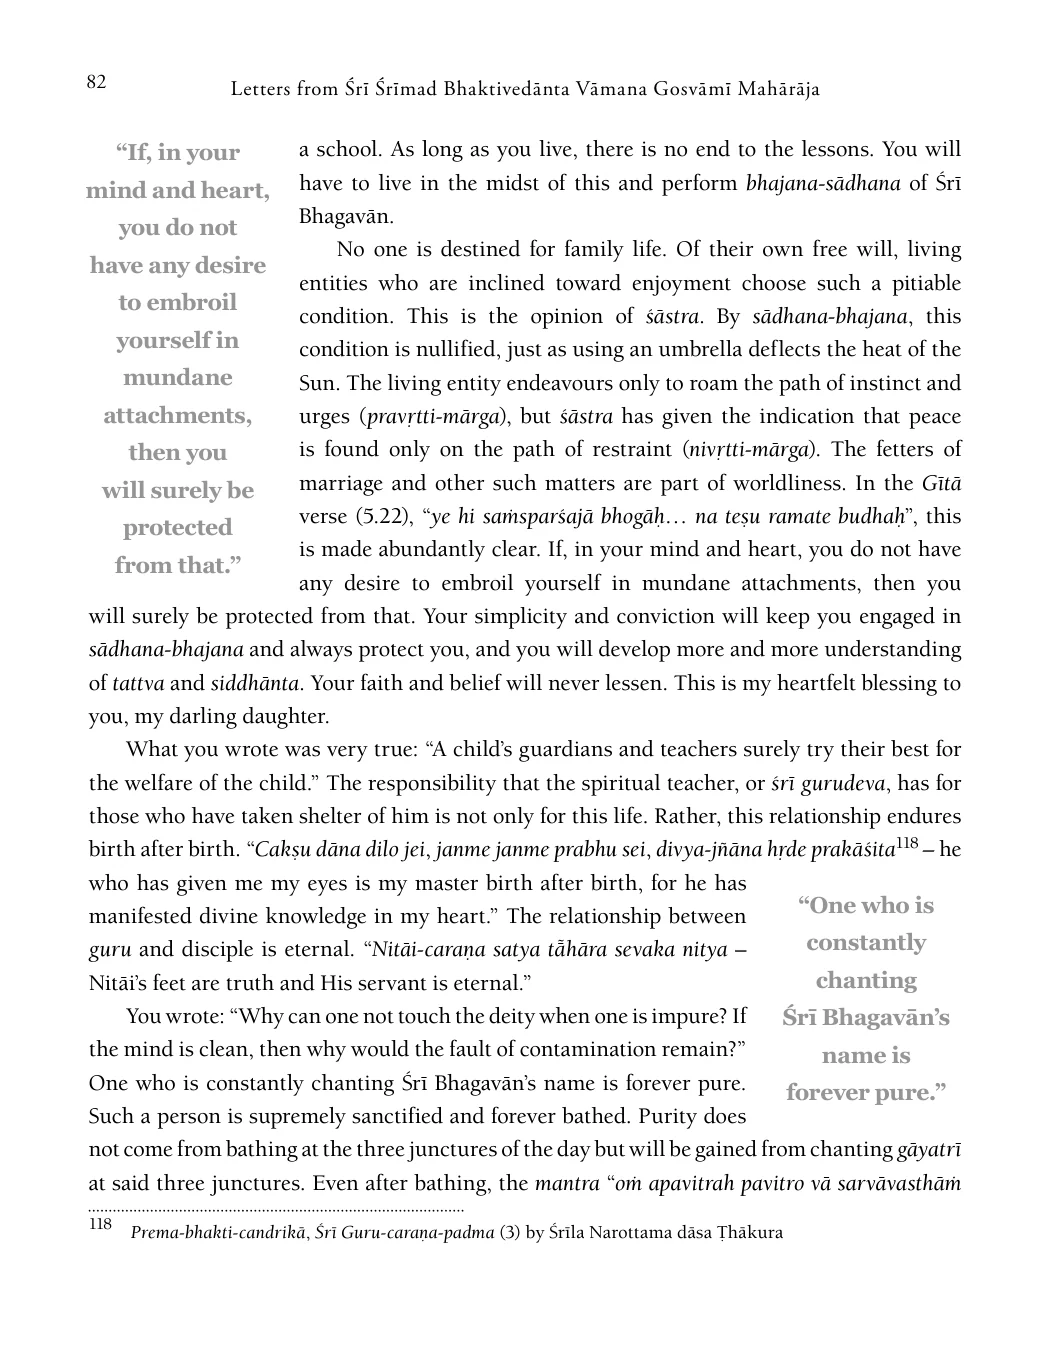 82
Letters from Śrī Śrīmad Bhaktivedānta Vāmana Gosvāmī Mahārāja
“If, in your
mind and heart,
you do not
have any desire
to embroil
yourself in
mundane
attachments,
then you
will surely be
protected
from that.”
a school. As long as you live, there is no end to the lessons. You will
have to live in the midst of this and perform bhajana-sādhana of Śrī
Bhagavān.
No one is destined for family life. Of their own free will, living
entities who are inclined toward enjoyment choose such a pitiable
condition. This is the opinion of śāstra. By sādhana-bhajana, this
condition is nullified, just as using an umbrella deflects the heat of the
Sun. The living entity endeavours only to roam the path of instinct and
urges (pravṛtti-mārga), but śāstra has given the indication that peace
is found only on the path of restraint (nivṛtti-mārga). The fetters of
marriage and other such matters are part of worldliness. In the Gītā
verse (5.22), “ye hi saṁsparśajā bhogāḥ… na teṣu ramate budhaḥ”, this
is made abundantly clear. If, in your mind and heart, you do not have
any desire to embroil yourself in mundane attachments, then you
will surely be protected from that. Your simplicity and conviction will keep you engaged in
sādhana-bhajana and always protect you, and you will develop more and more understanding
of tattva and siddhānta. Your faith and belief will never lessen. This is my heartfelt blessing to
you, my darling daughter.
What you wrote was very true: “A child’s guardians and teachers surely try their best for
the welfare of the child.” The responsibility that the spiritual teacher, or śrī gurudeva, has for
those who have taken shelter of him is not only for this life. Rather, this relationship endures
birth after birth. “Cakṣu dāna dilo jei, janme janme prabhu sei, divya-jñāna hṛde prakāśita118 – he
who has given me my eyes is my master birth after birth, for he has
manifested divine knowledge in my heart.” The relationship between
guru and disciple is eternal. “Nitāi-caraṇa satya tā̃hāra sevaka nitya –
Nitāi’s feet are truth and His servant is eternal.”
You wrote: “Why can one not touch the deity when one is impure? If
the mind is clean, then why would the fault of contamination remain?”
One who is constantly chanting Śrī Bhagavān’s name is forever pure.
Such a person is supremely sanctified and forever bathed. Purity does
“One who is
constantly
chanting
Śrī Bhagavān’s
name is
forever pure.”
not come from bathing at the three junctures of the day but will be gained from chanting gāyatrī
at said three junctures. Even after bathing, the mantra “oṁ apavitrah pavitro vā sarvāvasthāṁ
118 Prema-bhakti-candrikā, Śrī Guru-caraṇa-padma (3) by Śrīla Narottama dāsa Ṭhākura